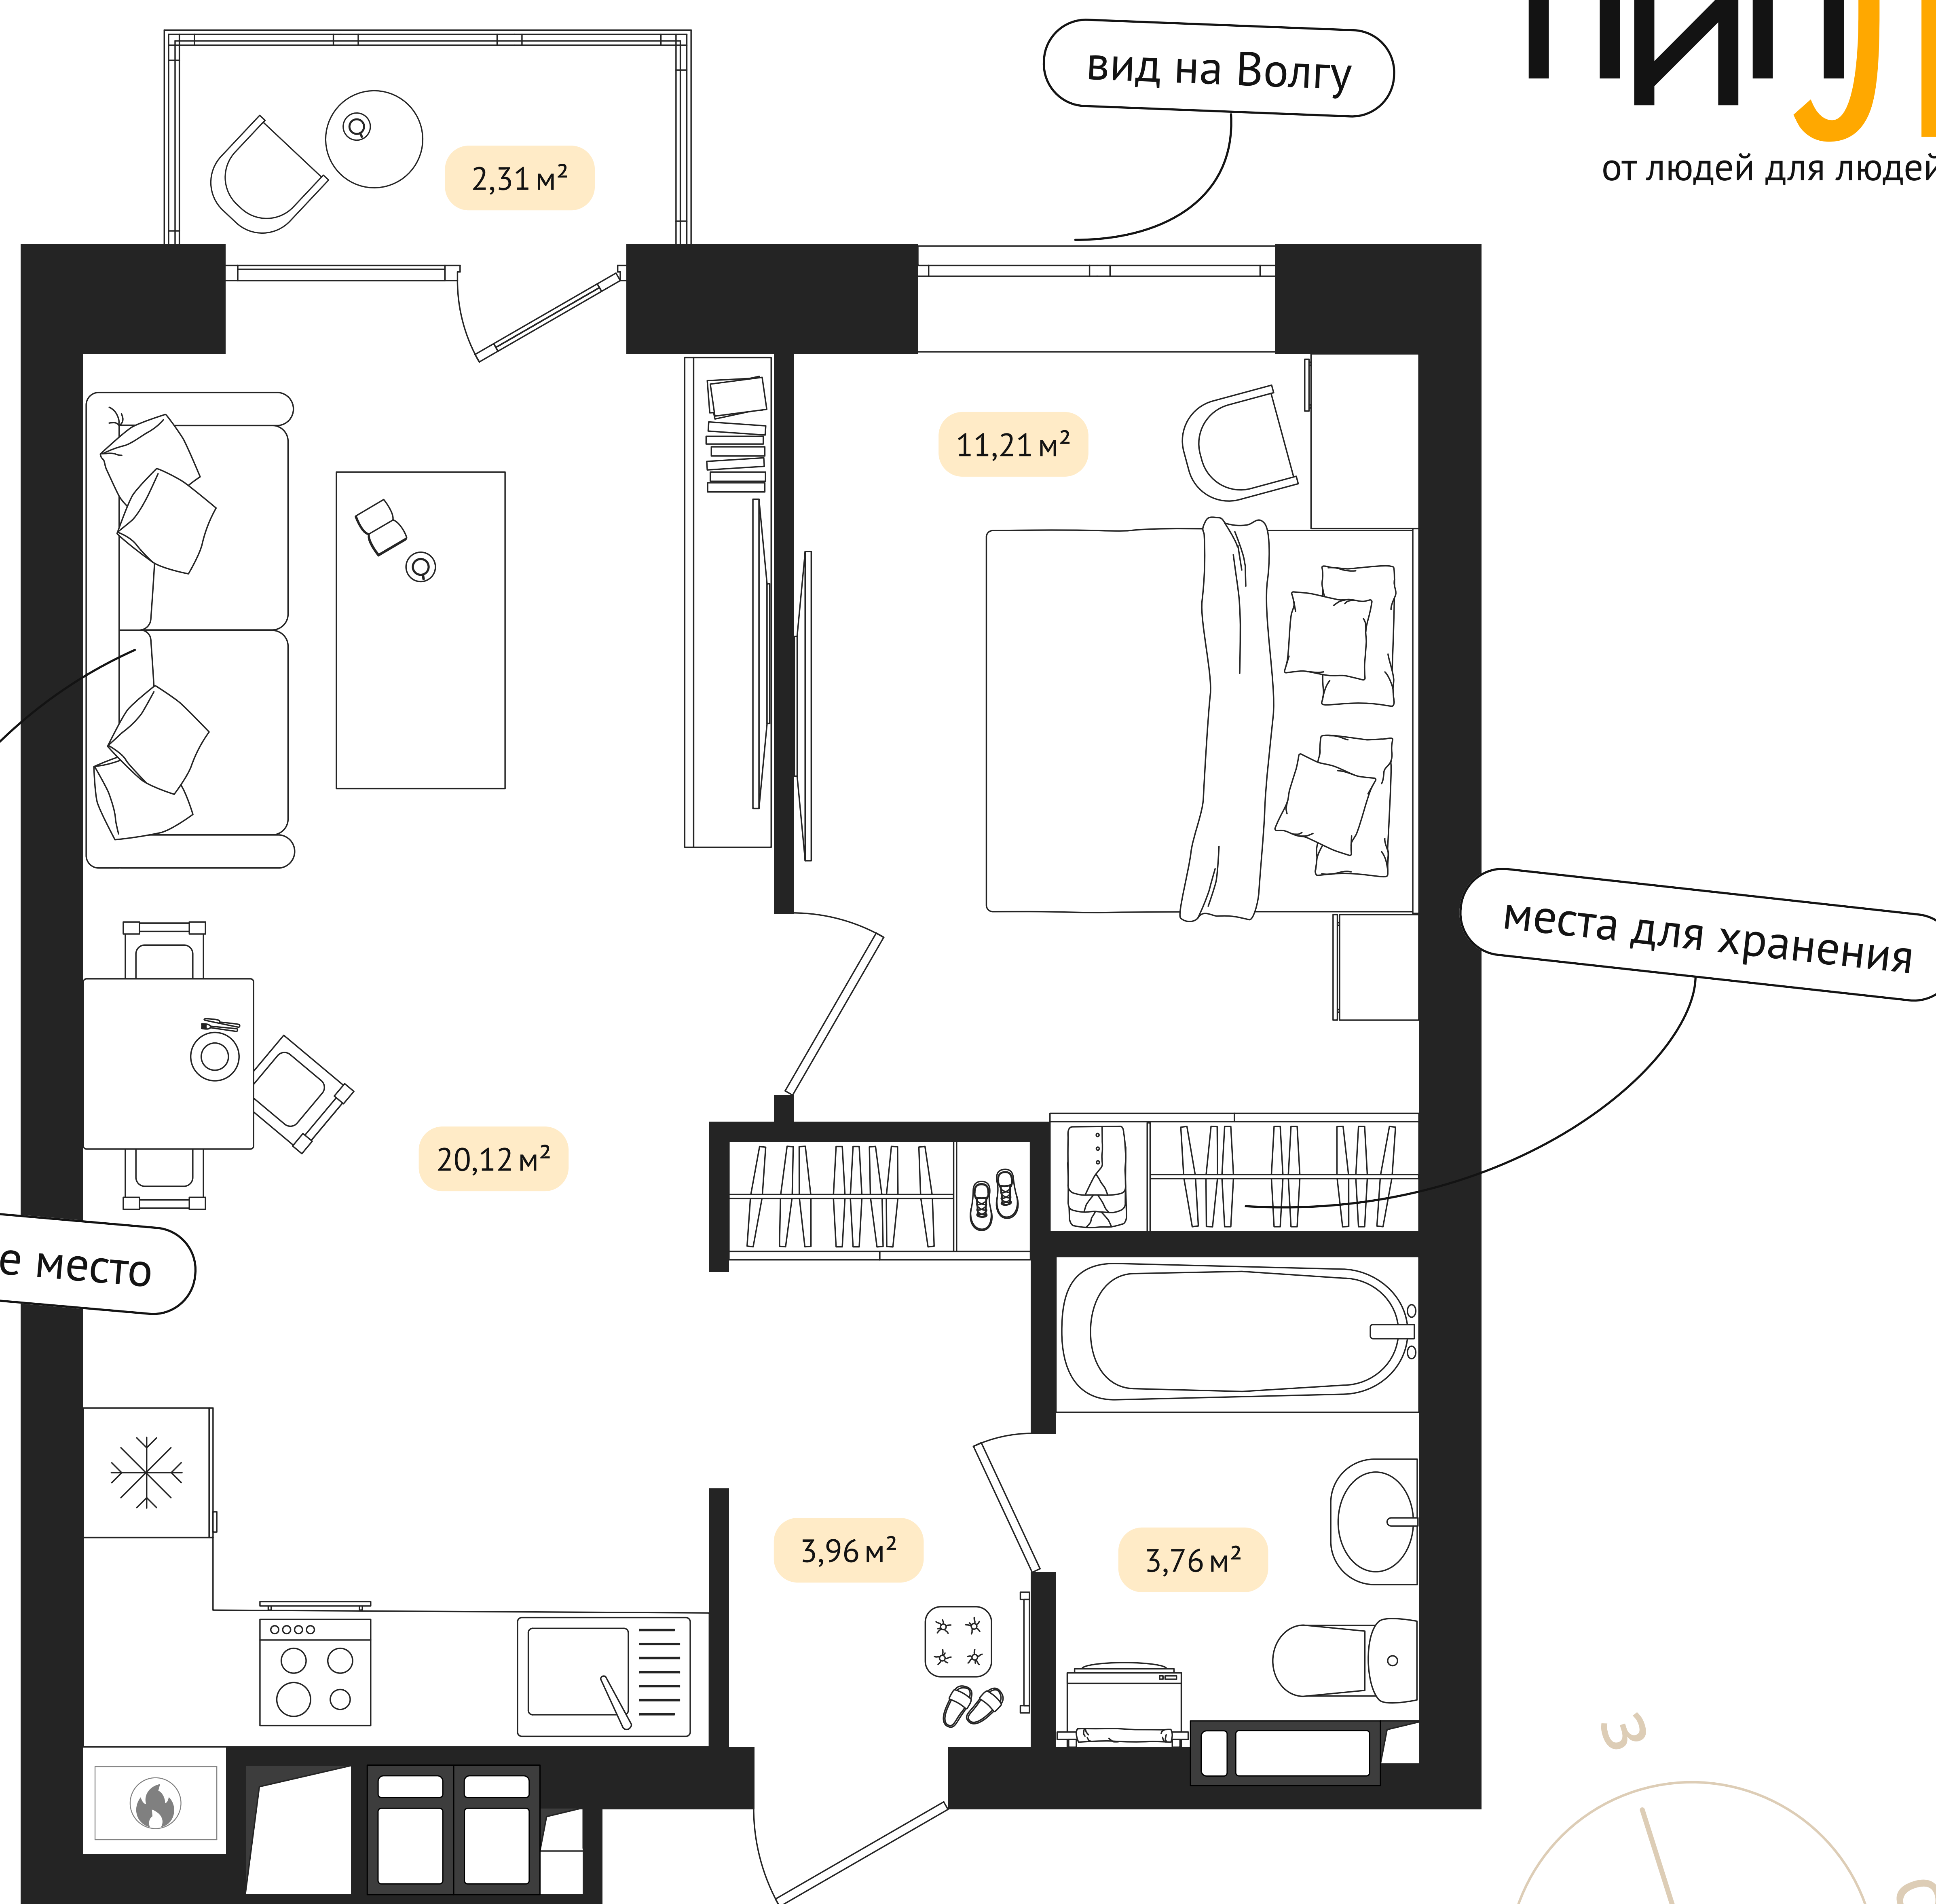 вид на Волгу
от людей для людей
2,31 м²
11,21 м²
места для хранения
20,12 м²
е место
3,96 м²
3,76 м²
З